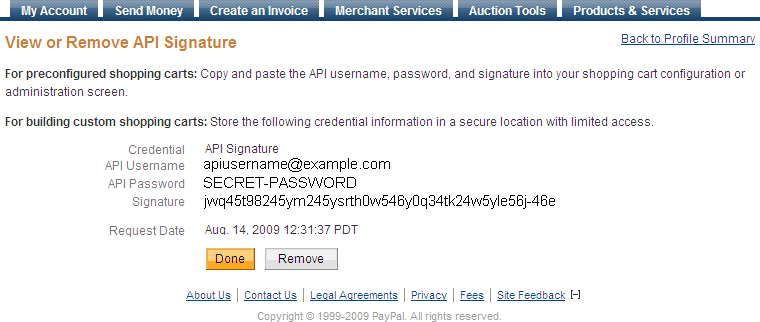 My Account Send Money Create an Invoice Merchant Services Auction Tools Products & Services
View or Remove API Signature Back to Profile Summary
For preconfigured shopping carts: Copy and paste the API username, password, and signature into your shopping cart configuration or
administration screen.
For building custom shopping carts: Store the following credential information in a secure location with limited access.
Credential API Signature
API Username apiusername@example.com
API Password SECRET-PASSWORD
Signature jwq45t98245ym245ysrth0w546y0q34tk24w5yle56j-46e
Request Date Aug. 14, 2009 12:31:37 PDT
Done Remove
About Us | Contact Us | Legal Agreements | Privacy | Fees | Site Feedback [-]
Copyright © 1999-2009 PayPal. All rights reserved.